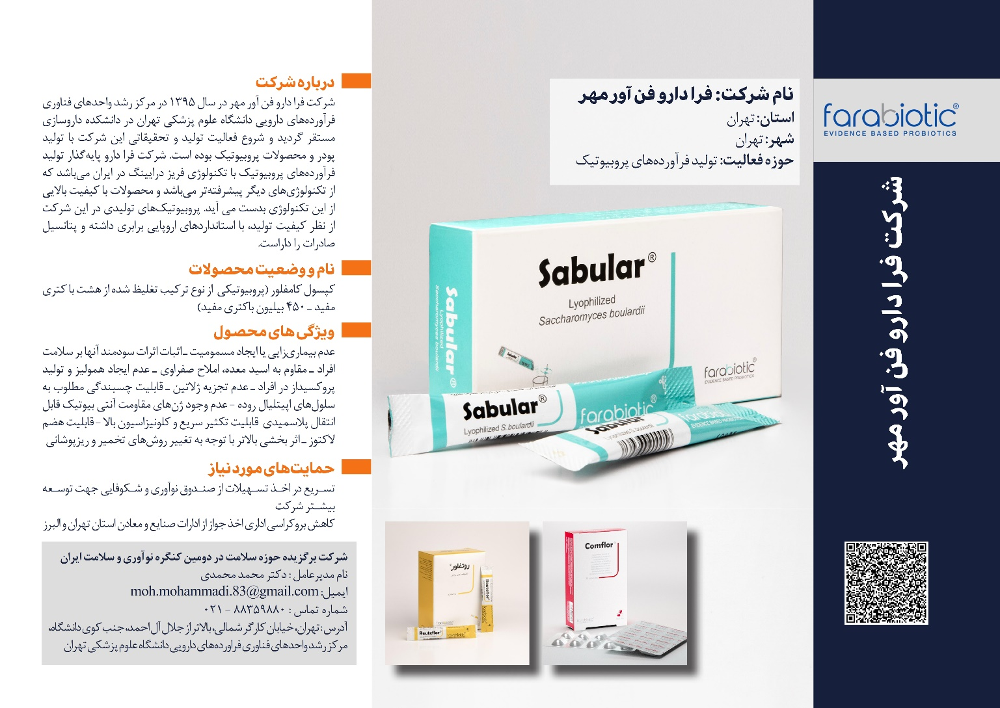 farabiotic®
EVIDENCE BASED PROBIOTICS
شرکت فرا دارو فن آور مهر
نام شرکت: فرا دارو فن آور مهر
استان: تهران
شهر: تهران
حوزه فعالیت: تولید فرآورده‌های پروبیوتیک
Sabular®
Lyophilized
Saccharomyces boulardii
Sabular®
Lyophilized
Saccharomyces boulardii
Sabular
farabiotic®
EVIDENCE BASED PROBIOTICS
Sabular®
Lyophilized S. boulardii
farabiotic
Sabular
Lyophilized S. boulardii
farabiotic
EVIDENCE BASED PROBIOTICS
روتفلور®
farabiotic
Reuteflor®
farabiotic
Reuteflor®
farabiotic
Comflor
درباره شرکت
شرکت فرا دارو فن آور مهر در سال ۱۳۹۵ در مرکز رشد واحدهای فناوری
فرآورده‌های دارویی دانشگاه علوم پزشکی تهران در دانشکده داروسازی
مستقر گردید و شروع فعالیت تولید و تحقیقاتی این شرکت با تولید
پودر و محصولات پروبیوتیک بوده است. شرکت فرا دارو پایه‌گذار تولید
فرآورده‌های پروبیوتیک با تکنولوژی فریز درایینگ در ایران می‌باشد که
از تکنولوژی‌های دیگر پیشرفته‌تر می‌باشد و محصولات با کیفیت بالایی
از این تکنولوژی بدست می آید. پروبیوتیک‌های تولیدی در این شرکت
از نظر کیفیت تولید، با استانداردهای اروپایی برابری داشته و پتانسیل
صادرات را داراست.
نام و وضعیت محصولات
کپسول کامفلور (پروبیوتیکی از نوع ترکیب تغلیظ شده از هشت باکتری
مفید ـ ۴۵۰ بیلیون باکتری مفید)
ویژگی های محصول
عدم بیماری‌زایی یا ایجاد مسمومیت ـ اثبات اثرات سودمند آنها بر سلامت
افراد ـ مقاوم به اسید معده، املاح صفراوی ـ عدم ایجاد همولیز و تولید
پروکسیداز در افراد ـ عدم تجزیه ژلاتین ـ قابلیت چسبندگی مطلوب به
سلول‌های اپیتلیال روده - عدم وجود ژن‌های مقاومت آنتی بیوتیک قابل
انتقال پلاسمیدی قابلیت تکثیر سریع و کلونیزاسیون بالا - قابلیت هضم
لاکتوز ـ اثر بخشی بالاتر با توجه به تغییر روش‌های تخمیر و ریزپوشانی
حمایت‌های مورد نیاز
تسریع در اخذ تسهیلات از صندوق نوآوری و شکوفایی جهت توسعه
بیشتر شرکت
کاهش بروکراسی اداری اخذ جواز از ادارات صنایع و معادن استان تهران و البرز
شرکت برگزیده حوزه سلامت در دومین کنگره نوآوری و سلامت ایران
نام مدیرعامل : دکتر محمد محمدی
ایمیل: moh.mohammadi.83@gmail.com
شماره تماس : ۸۸۳۵۹۸۸۰ - ۰۲۱
آدرس: تهران، خیابان کارگر شمالی، بالاتر از جلال آل احمد، جنب کوی دانشگاه،
مرکز رشد واحدهای فناوری فراورده‌های دارویی دانشگاه علوم پزشکی تهران